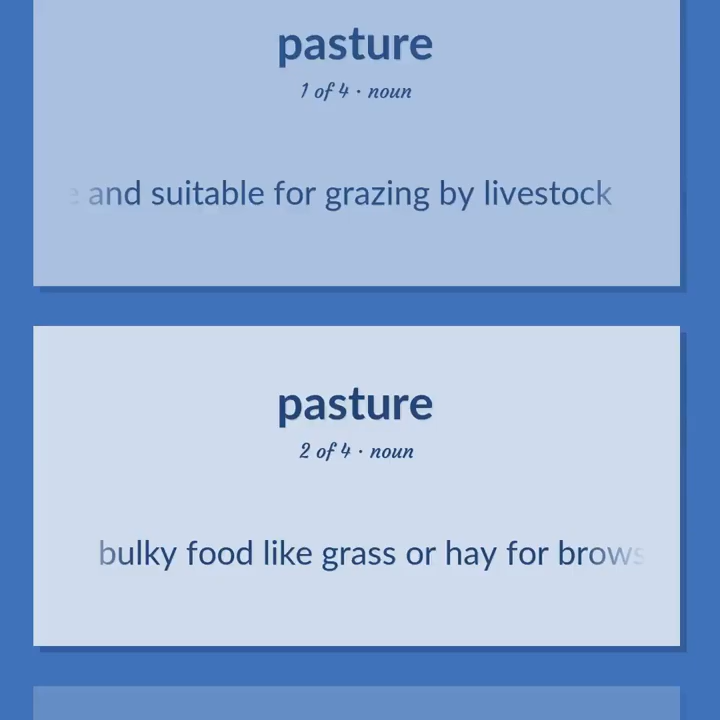 pasture
1 of 4 · noun
and suitable for grazing by livestock
pasture
2 of 4 · noun
bulky food like grass or hay for